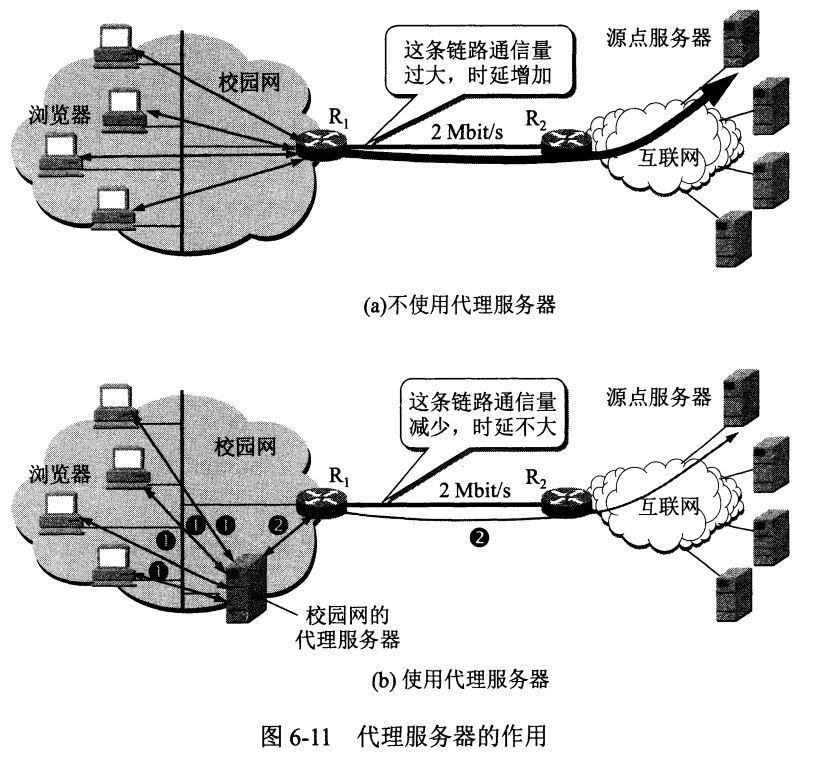 源点服务器
这条链路通信量
过大，时延增加
校园网
浏览器
R1
2 Mbit/s
R2
互联网
(a)不使用代理服务器
源点服务器
这条链路通信量
减少，时延不大
校园网
浏览器
R1
2 Mbit/s
R2
互联网
❶
❶
❶
❶
❷
❷
校园网的
代理服务器
(b) 使用代理服务器
图 6-11 代理服务器的作用